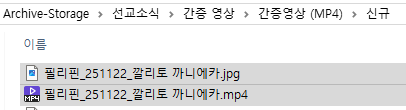 Archive-Storage > 선교소식 > 간증 영상 > 간증영상 (MP4) > 신규
이름
필리핀_251122_깔리토 까니에카.jpg
MP4
필리핀_251122_깔리토 까니에카.mp4